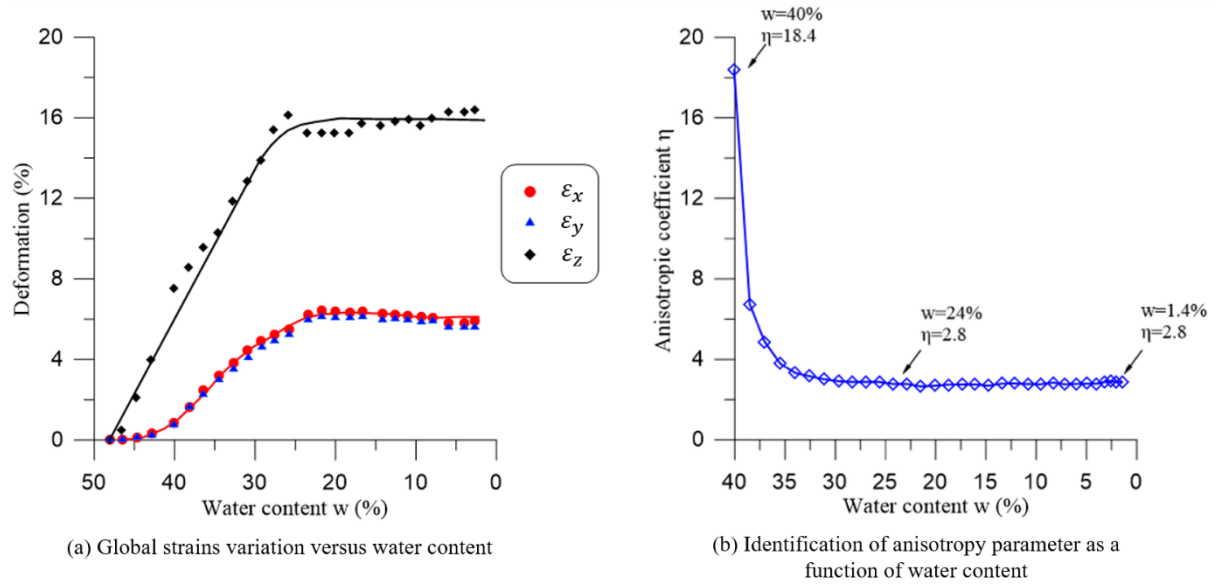 20
16
12
8
4
0
Deformation (%)
50
40
30
20
10
0
Water content w (%)
εx
εy
εz
(a) Global strains variation versus water content
w=40%
η=18.4
20
16
12
8
4
0
Anisotropic coefficient η
w=24%
η=2.8
w=1.4%
η=2.8
40
35
30
25
20
15
10
5
0
Water content w (%)
(b) Identification of anisotropy parameter as a
function of water content